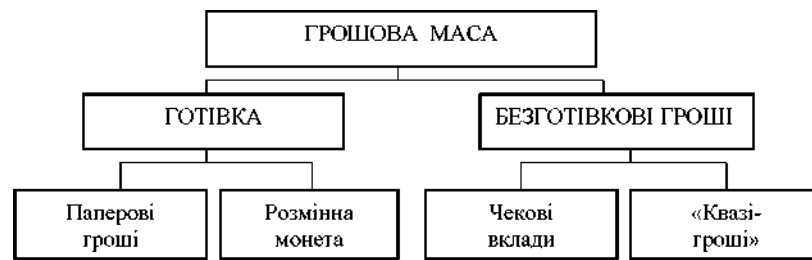 ГРОШОВА МАСА
ГОТІВКА
БЕЗГОТІВКОВІ ГРОШІ
Паперові
гроші
Розмінна
монета
Чекові
вклади
«Квазі-
гроші»